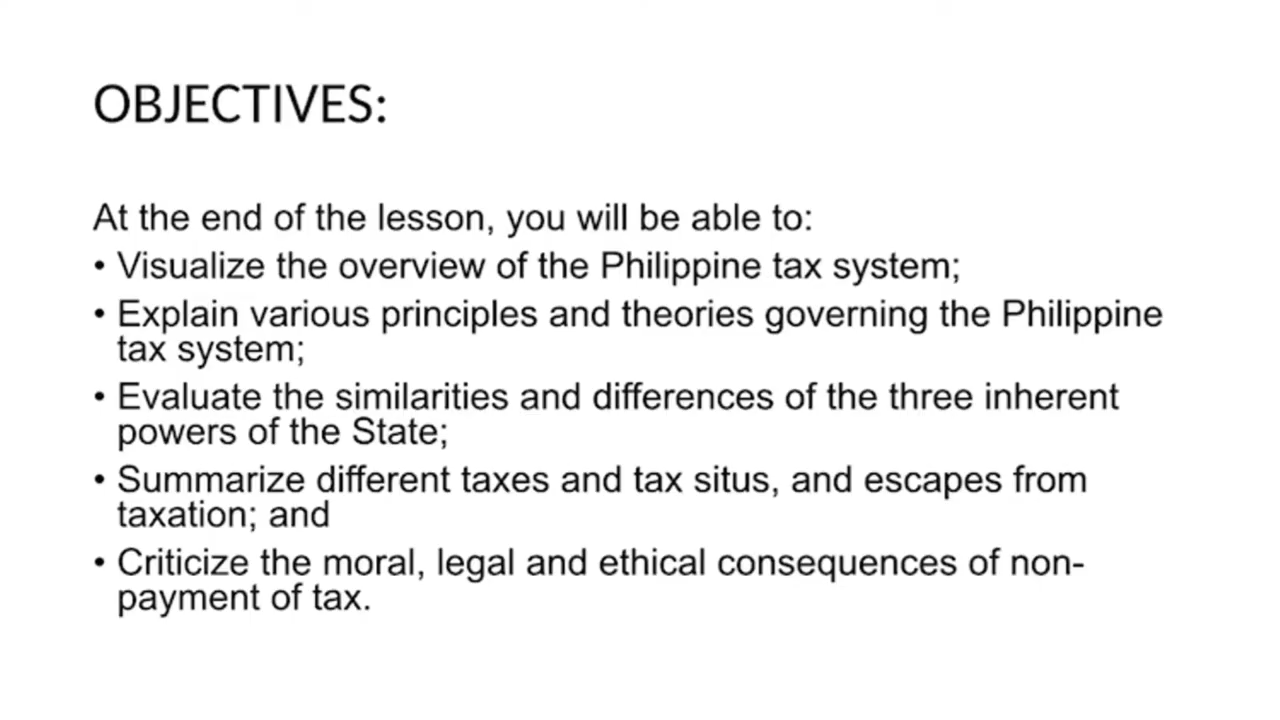 OBJECTIVES:
At the end of the lesson, you will be able to:
• Visualize the overview of the Philippine tax system;
• Explain various principles and theories governing the Philippine
tax system;
• Evaluate the similarities and differences of the three inherent
powers of the State;
• Summarize different taxes and tax situs, and escapes from
taxation; and
• Criticize the moral, legal and ethical consequences of non-
payment of tax.